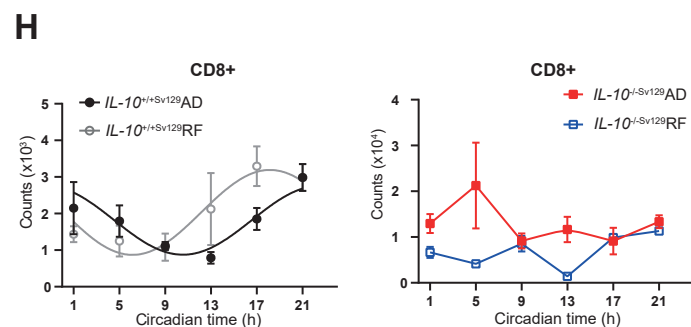 H
CD8+
IL-10+/+Sv129AD
IL-10+/+Sv129RF
Counts (x10³)
5
4
3
2
1
0
1 5 9 13 17 21
Circadian time (h)
CD8+
IL-10-/-Sv129AD
IL-10-/-Sv129RF
Counts (x10⁴)
4
3
2
1
0
1 5 9 13 17 21
Circadian time (h)